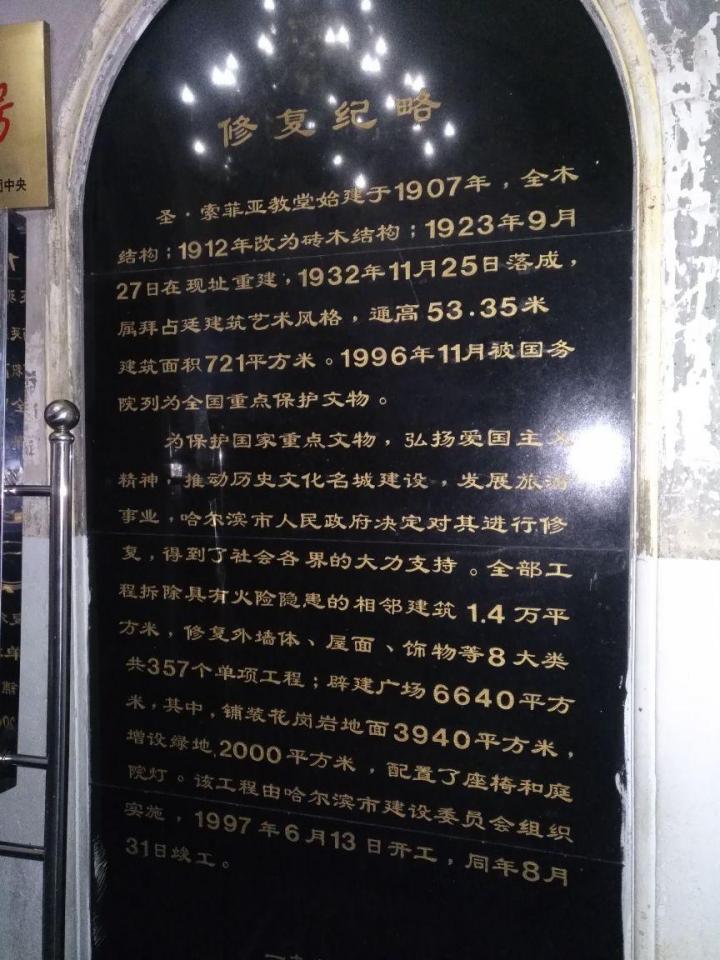 修复纪略
圣·索菲亚教堂始建于1907年，全木
结构；1912年改为砖木结构；1923年9月
27日在现址重建，1932年11月25日落成，
属拜占廷建筑艺术风格，通高53.35米
建筑面积721平方米。1996年11月被国务
院列为全国重点保护文物。
为保护国家重点文物，弘扬爱国主义
精神，推动历史文化名城建设，发展旅游
事业，哈尔滨市人民政府决定对其进行修
复，得到了社会各界的大力支持。全部工
程拆除具有火险隐患的相邻建筑1.4万平
方米，修复外墙体、屋面、饰物等8大类
共357个单项工程；辟建广场6640平方
米，其中，铺装花岗岩地面3940平方米，
增设绿地2000平方米，配置了座椅和庭
院灯。该工程由哈尔滨市建设委员会组织
实施，1997年6月13日开工，同年8月
31日竣工。
号
中央